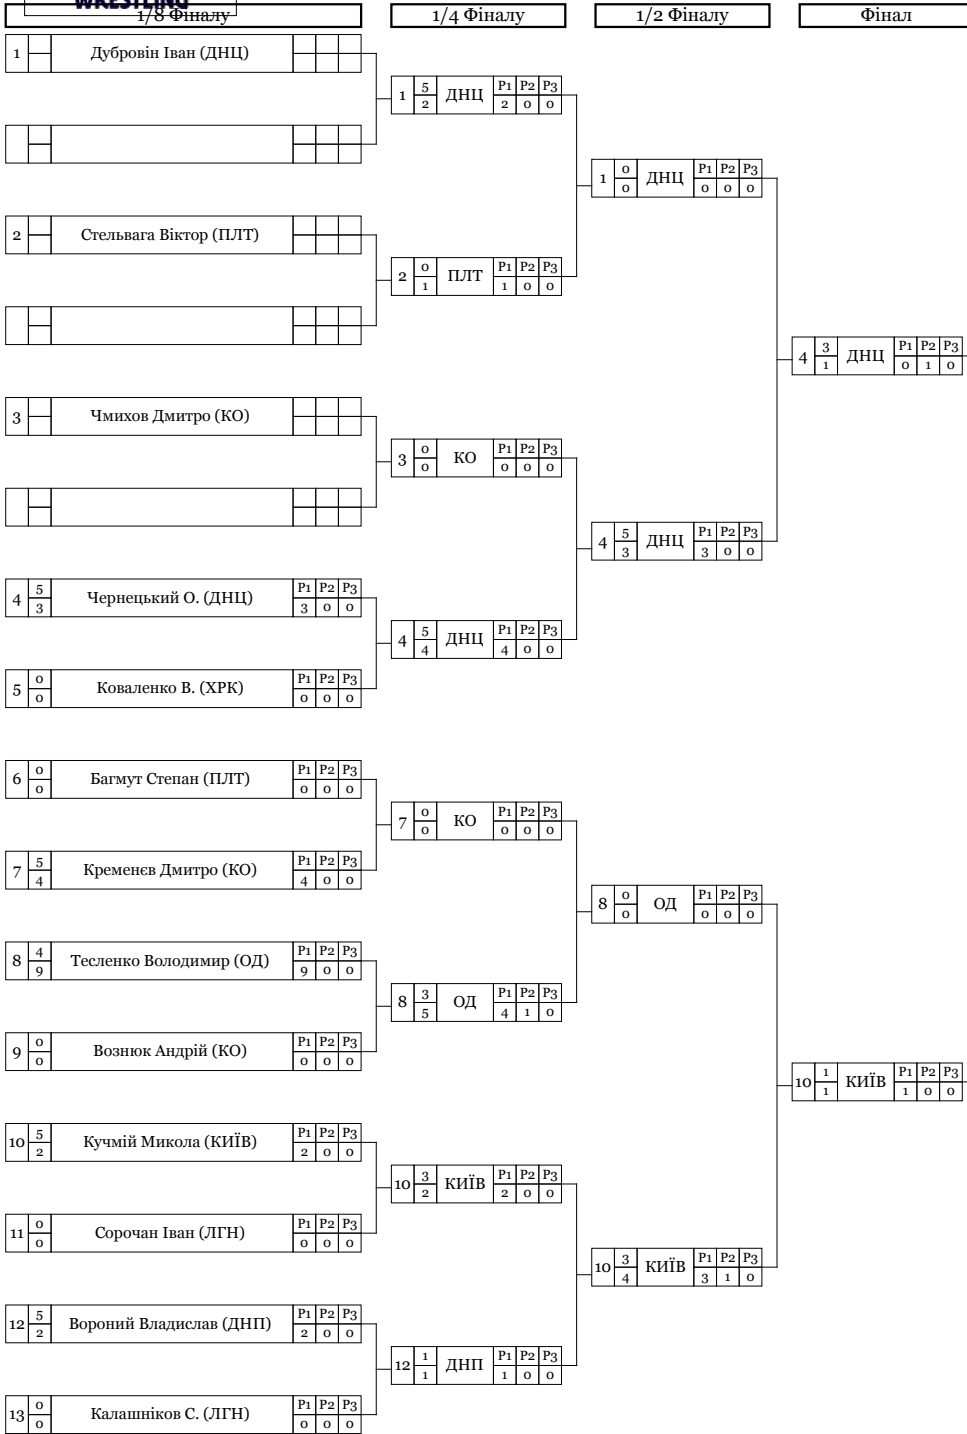 WRESTLING
1/8 Фіналу 1/4 Фіналу 1/2 Фіналу Фінал
1 Дубровін Іван (ДНЦ)
1 5 2 ДНЦ P1 P2 P3 2 0 0
1 0 0 ДНЦ P1 P2 P3 0 0 0
2 Стельвага Віктор (ПЛТ)
2 0 1 ПЛТ P1 P2 P3 1 0 0
4 3 1 ДНЦ P1 P2 P3 0 1 0
3 Чмихов Дмитро (КО)
3 0 0 КО P1 P2 P3 0 0 0
4 5 3 ДНЦ P1 P2 P3 3 0 0
4 5 3 Чернецький О. (ДНЦ) P1 P2 P3 3 0 0
4 5 4 ДНЦ P1 P2 P3 4 0 0
5 0 0 Коваленко В. (ХРК) P1 P2 P3 0 0 0
6 0 0 Багмут Степан (ПЛТ) P1 P2 P3 0 0 0
7 0 0 КО P1 P2 P3 0 0 0
7 5 4 Кременєв Дмитро (КО) P1 P2 P3 4 0 0
8 0 0 ОД P1 P2 P3 0 0 0
8 4 9 Тесленко Володимир (ОД) P1 P2 P3 9 0 0
8 3 5 ОД P1 P2 P3 4 1 0
9 0 0 Вознюк Андрій (КО) P1 P2 P3 0 0 0
10 1 1 КИЇВ P1 P2 P3 1 0 0
10 5 2 Кучмій Микола (КИЇВ) P1 P2 P3 2 0 0
10 3 2 КИЇВ P1 P2 P3 2 0 0
11 0 0 Сорочан Іван (ЛГН) P1 P2 P3 0 0 0
10 3 4 КИЇВ P1 P2 P3 3 1 0
12 5 2 Вороний Владислав (ДНП) P1 P2 P3 2 0 0
12 1 1 ДНП P1 P2 P3 1 0 0
13 0 0 Калашніков С. (ЛГН) P1 P2 P3 0 0 0